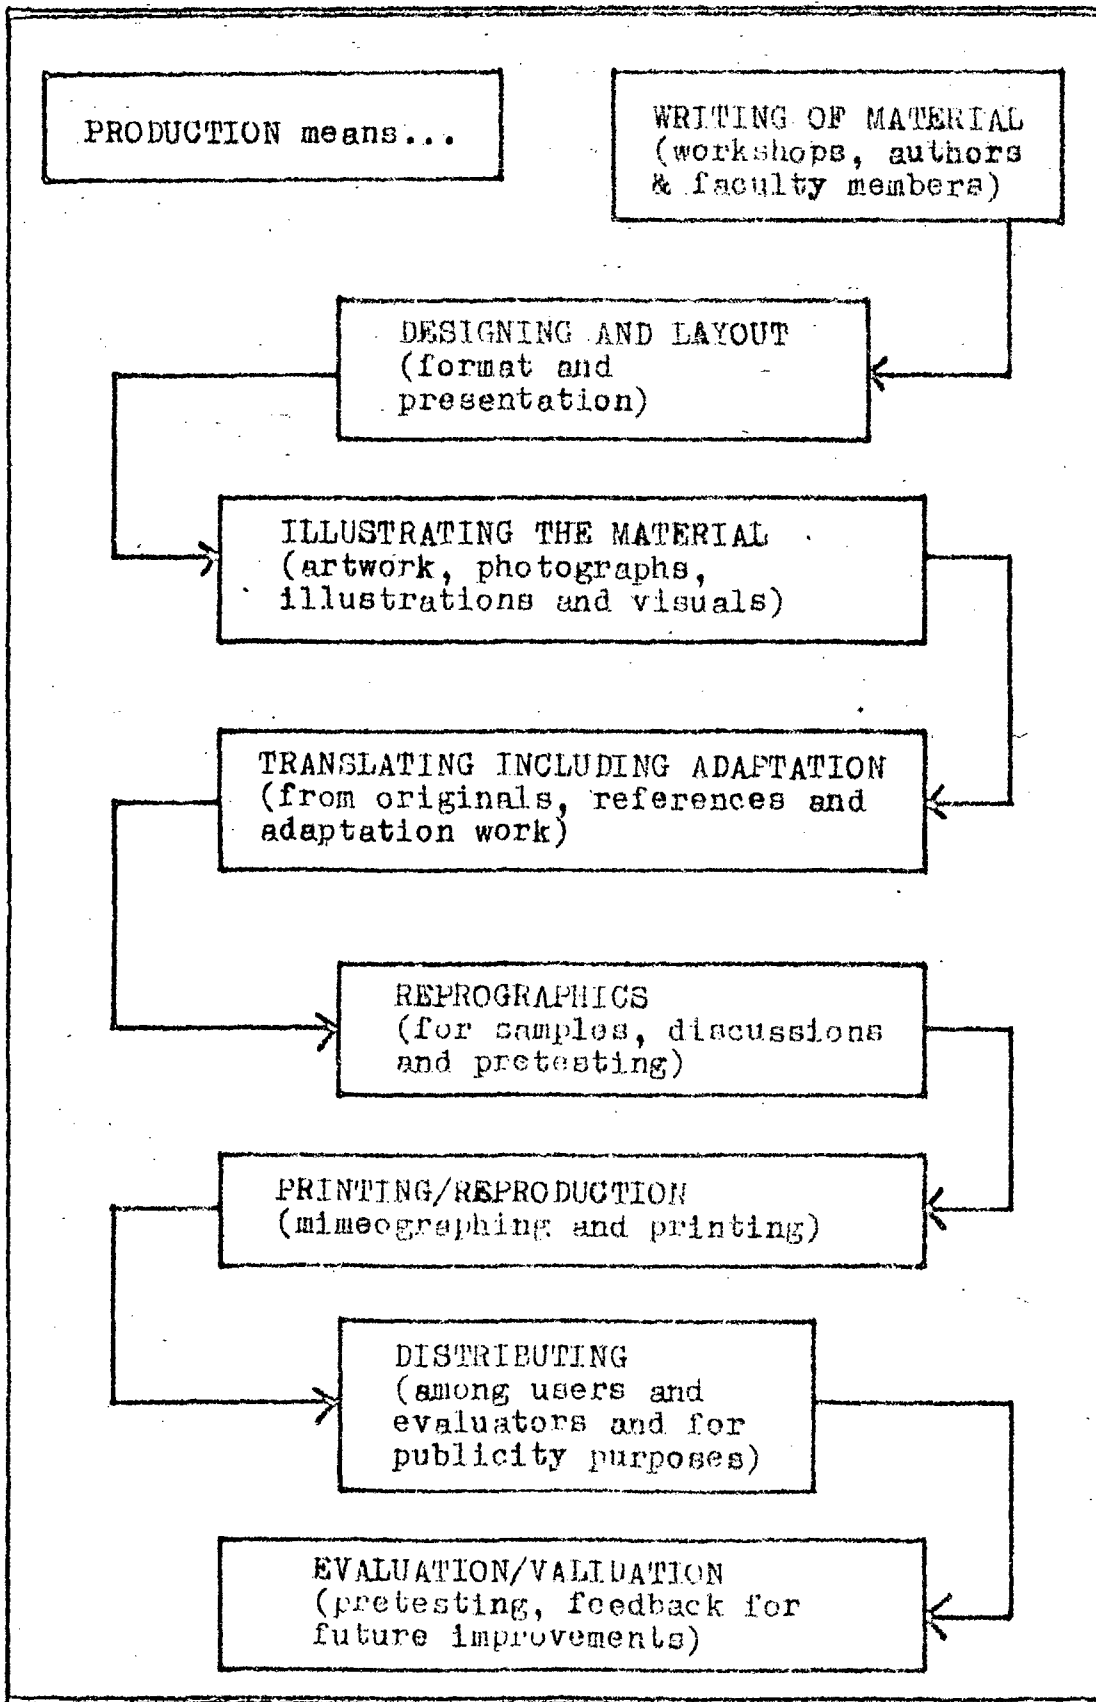 PRODUCTION means...
WRITING OF MATERIAL
(workshops, authors
& faculty members)
DESIGNING AND LAYOUT
(format and
presentation)
ILLUSTRATING THE MATERIAL
(artwork, photographs,
illustrations and visuals)
TRANSLATING INCLUDING ADAPTATION
(from originals, references and
adaptation work)
REPROGRAPHICS
(for samples, discussions
and pretesting)
PRINTING/REPRODUCTION
(mimeographing and printing)
DISTRIBUTING
(among users and
evaluators and for
publicity purposes)
EVALUATION/VALIDATION
(pretesting, feedback for
future improvements)